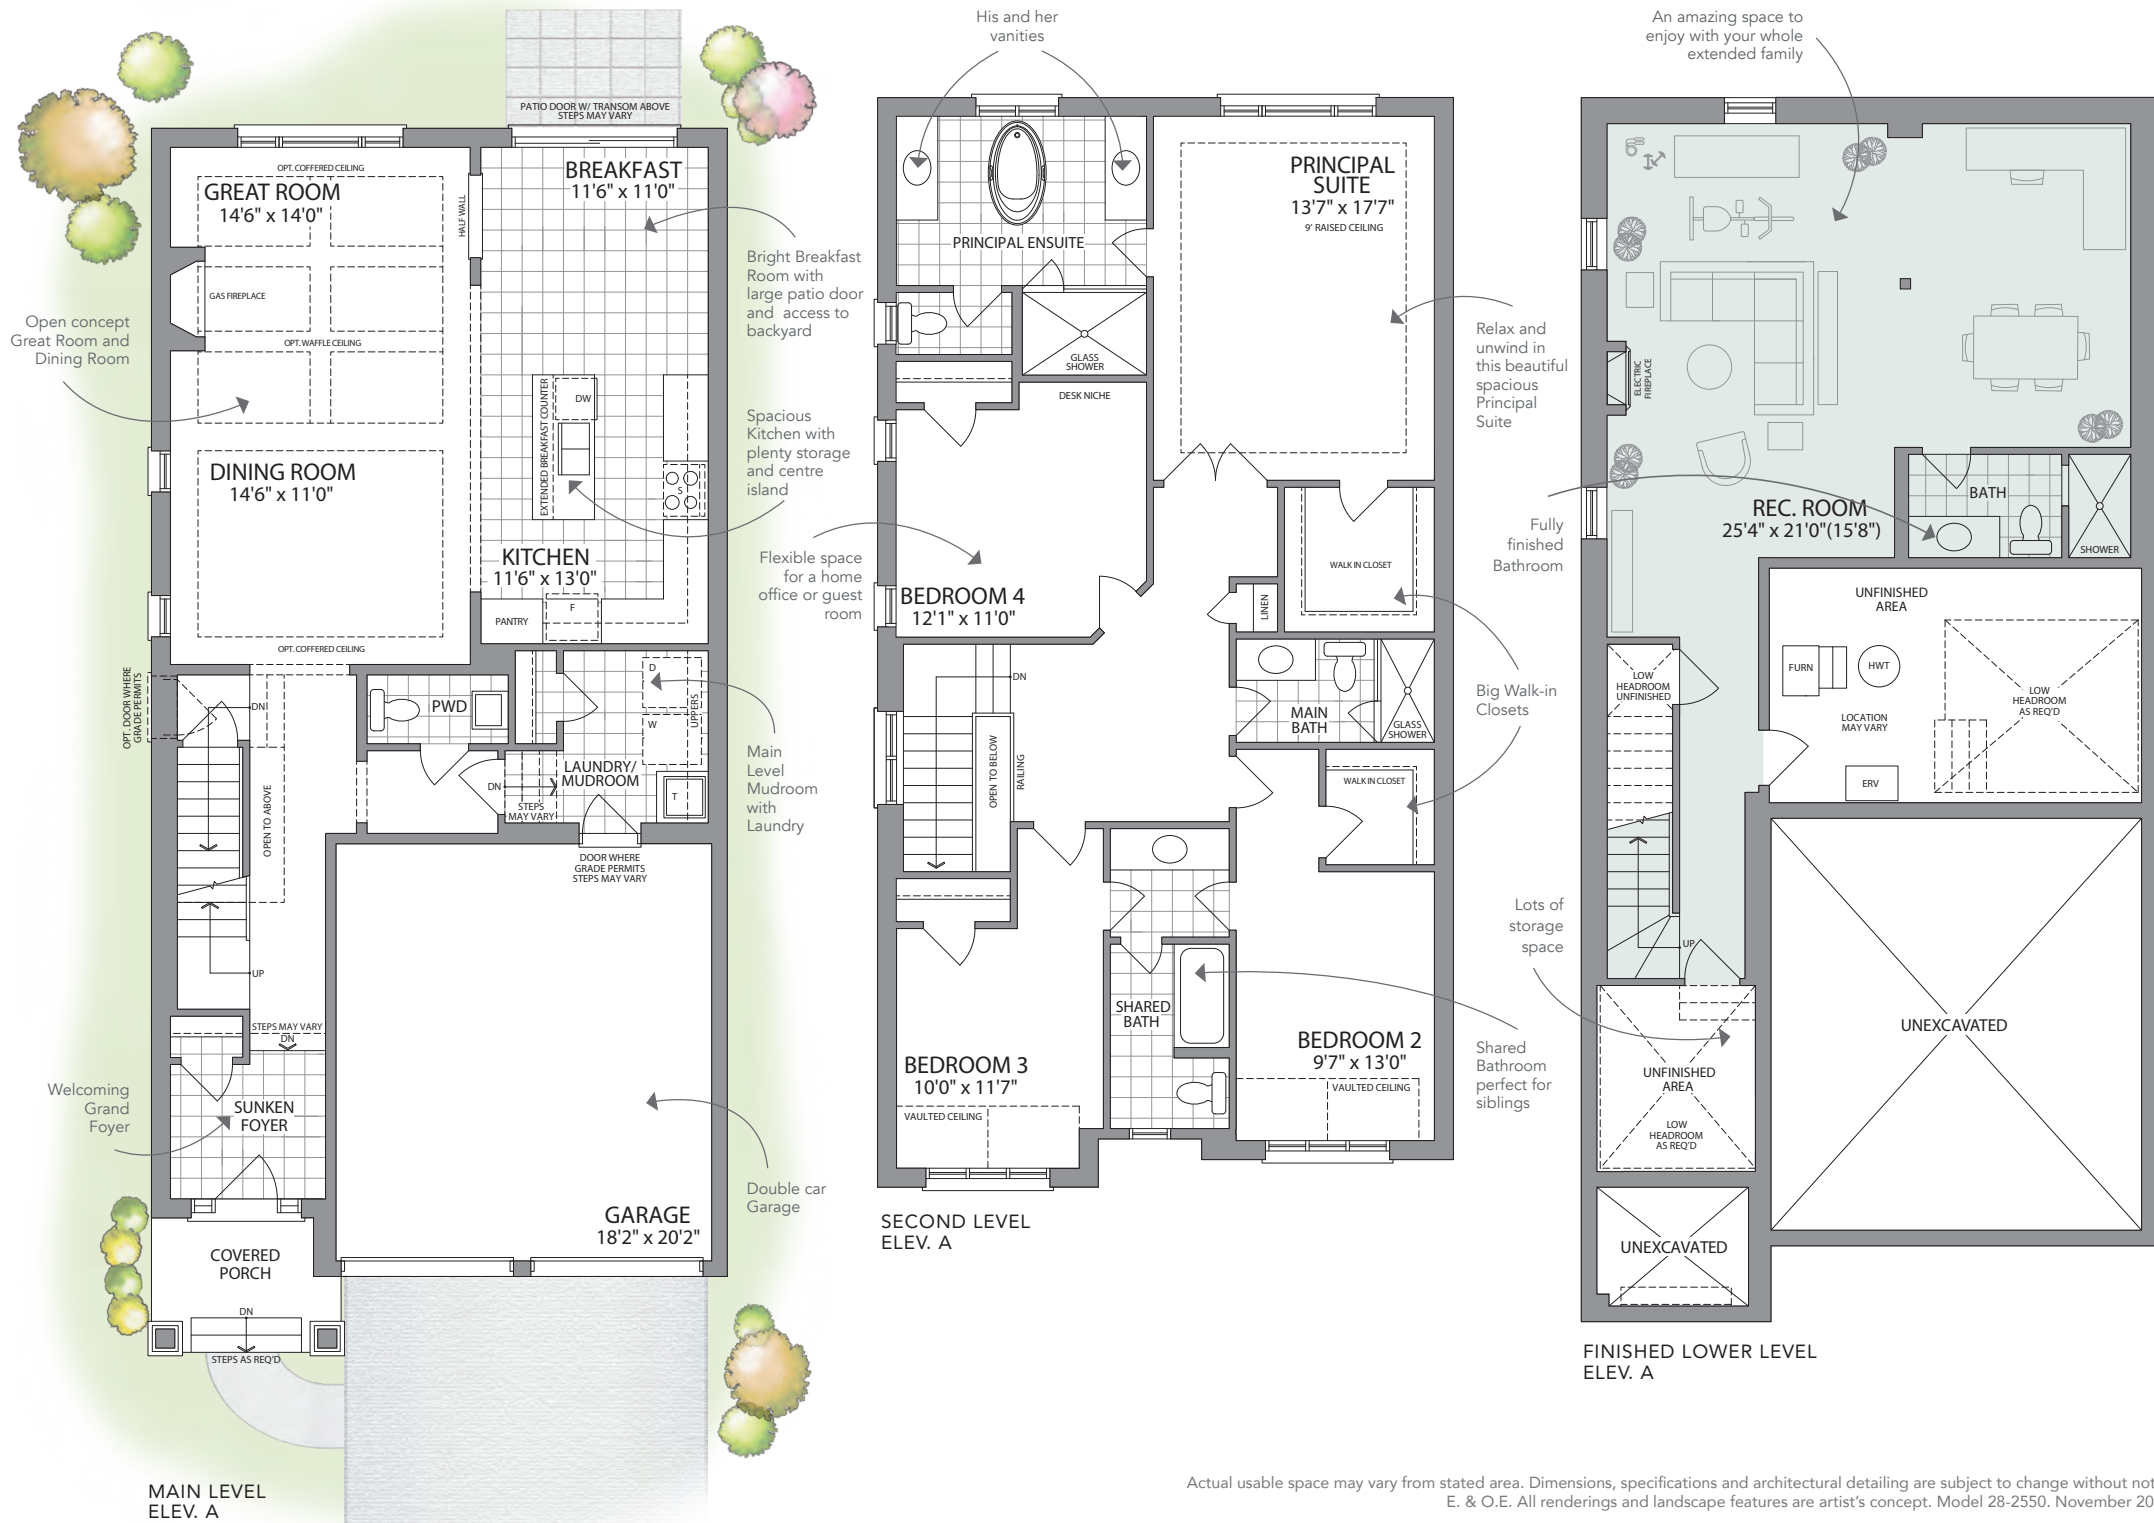 PATIO DOOR W/ TRANSOM ABOVE
STEPS MAY VARY
OPT. COFFERED CEILING
GREAT ROOM
14'6" x 14'0"
HALF WALL
BREAKFAST
11'6" x 11'0"
Bright Breakfast
Room with
large patio door
and access to
backyard
GAS FIREPLACE
Open concept
Great Room and
Dining Room
OPT. WAFFLE CEILING
EXTENDED BREAKFAST COUNTER
DW
S
Spacious
Kitchen with
plenty storage
and centre
island
DINING ROOM
14'6" x 11'0"
KITCHEN
11'6" x 13'0"
PANTRY
F
OPT. COFFERED CEILING
OPT. DOOR WHERE
GRADE PERMITS
DN
PWD
D
W
UPPERS
Main
Level
Mudroom
with
Laundry
LAUNDRY/
MUDROOM
DN
STEPS
MAY VARY
T
OPEN TO ABOVE
DOOR WHERE
GRADE PERMITS
STEPS MAY VARY
UP
STEPS MAY VARY
DN
Welcoming
Grand
Foyer
SUNKEN
FOYER
Double car
Garage
GARAGE
18'2" x 20'2"
COVERED
PORCH
DN
STEPS AS REQ'D
MAIN LEVEL
ELEV. A
His and her
vanities
PRINCIPAL
SUITE
13'7" x 17'7"
9' RAISED CEILING
PRINCIPAL ENSUITE
GLASS
SHOWER
Relax and
unwind in
this beautiful
spacious
Principal
Suite
DESK NICHE
Flexible space
for a home
office or guest
room
BEDROOM 4
12'1" x 11'0"
WALK IN CLOSET
LINEN
DN
OPEN TO BELOW
RAILING
MAIN
BATH
GLASS
SHOWER
Big Walk-in
Closets
WALK IN CLOSET
SHARED
BATH
BEDROOM 3
10'0" x 11'7"
VAULTED CEILING
BEDROOM 2
9'7" x 13'0"
VAULTED CEILING
Shared
Bathroom
perfect for
siblings
SECOND LEVEL
ELEV. A
An amazing space to
enjoy with your whole
extended family
ELECTRIC
FIREPLACE
Fully
finished
Bathroom
REC. ROOM
25'4" x 21'0"(15'8")
BATH
SHOWER
UNFINISHED
AREA
FURN
HWT
LOCATION
MAY VARY
ERV
LOW
HEADROOM
AS REQ'D
LOW
HEADROOM
UNFINISHED
UP
Lots of
storage
space
UNFINISHED
AREA
LOW
HEADROOM
AS REQ'D
UNEXCAVATED
UNEXCAVATED
FINISHED LOWER LEVEL
ELEV. A
Actual usable space may vary from stated area. Dimensions, specifications and architectural detailing are subject to change without not
E. & O.E. All renderings and landscape features are artist's concept. Model 28-2550. November 20